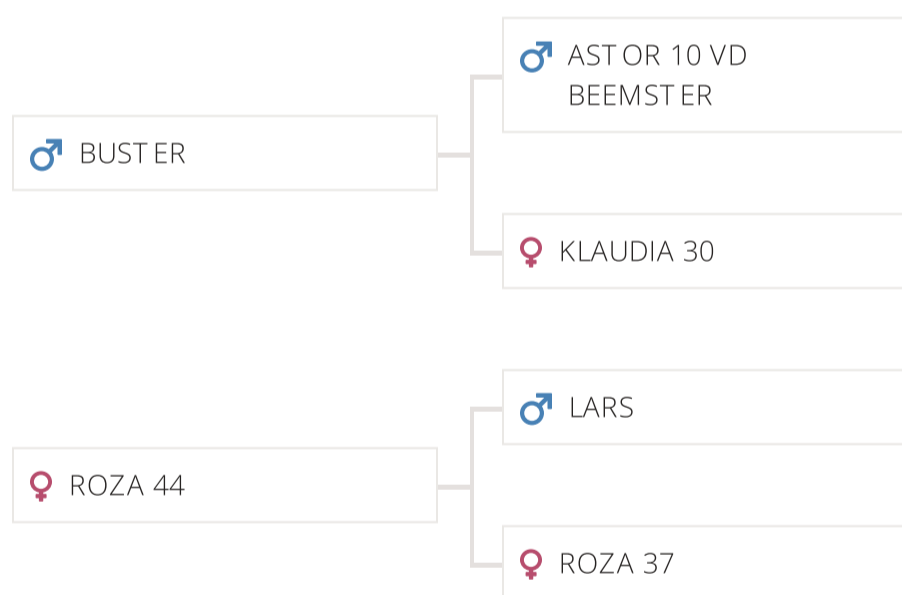 ASTOR 10 VD
BEEMSTER
BUSTER
KLAUDIA 30
LARS
ROZA 44
ROZA 37